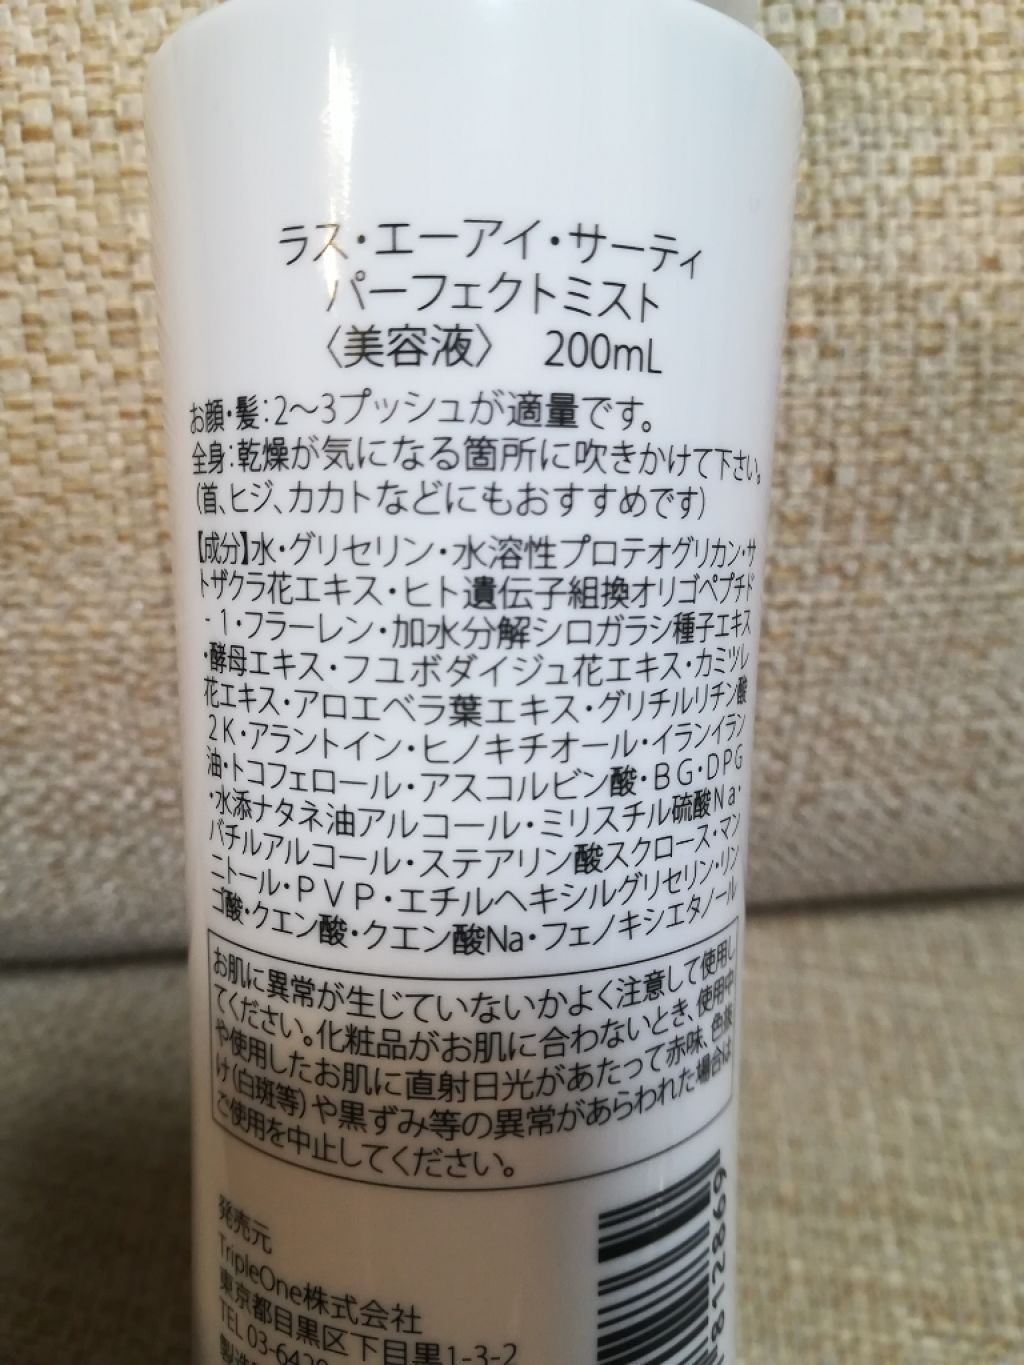 ラス・エーアイ・サーティ
パーフェクトミスト
〈美容液〉 200mL
お顔・髪:2〜3プッシュが適量です。
全身:乾燥が気になる箇所に吹きかけて下さい。
(首、ヒジ、カカトなどにもおすすめです)
【成分】水・グリセリン・水溶性プロテオグリカン・サ
トザクラ花エキス・ヒト遺伝子組換オリゴペプチド
-1・フラーレン・加水分解シロガラシ種子エキス
・酵母エキス・フユボダイジュ花エキス・カミツレ
花エキス・アロエベラ葉エキス・グリチルリチン酸
2K・アラントイン・ヒノキチオール・イランイラン
油・トコフェロール・アスコルビン酸・BG・DPG
・水添ナタネ油アルコール・ミリスチル硫酸Na・
バチルアルコール・ステアリン酸スクロース・マン
ニトール・PVP・エチルヘキシルグリセリン・リン
ゴ酸・クエン酸・クエン酸Na・フェノキシエタノール
お肌に異常が生じていないかよく注意して使用し
てください。化粧品がお肌に合わないとき、使用中
や使用したお肌に直射日光があたって赤味、色抜
け(白斑等)や黒ずみ等の異常があらわれた場合は
ご使用を中止してください。
発売元
TripleOne株式会社
東京都目黒区下目黒1-3-2
TEL 03-6420
製造
812869